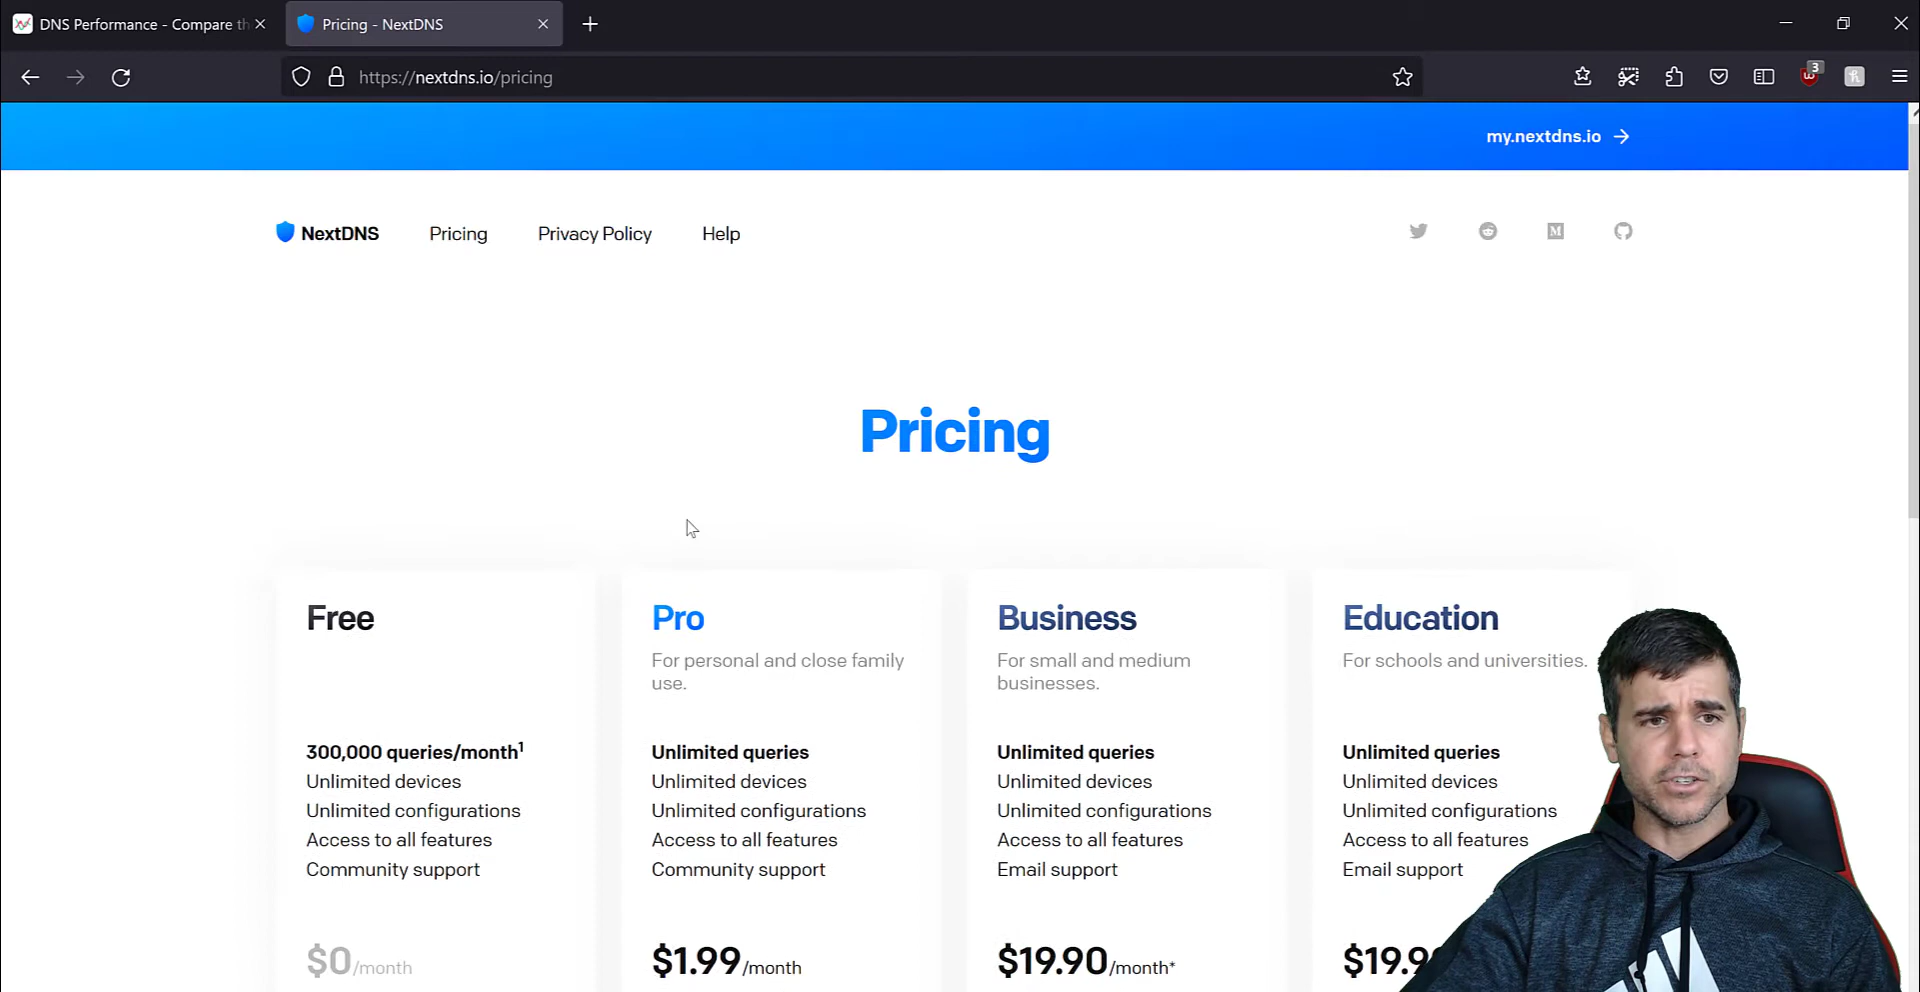 DNS Performance - Compare th
Pricing - NextDNS
https://nextdns.io/pricing
3
my.nextdns.io
NextDNS
Pricing
Privacy Policy
Help
Pricing
Free
300,000 queries/month¹
Unlimited devices
Unlimited configurations
Access to all features
Community support
$0/month
Pro
For personal and close family
use.
Unlimited queries
Unlimited devices
Unlimited configurations
Access to all features
Community support
$1.99/month
Business
For small and medium
businesses.
Unlimited queries
Unlimited devices
Unlimited configurations
Access to all features
Email support
$19.90/month*
Education
For schools and universities.
Unlimited queries
Unlimited devices
Unlimited configurations
Access to all features
Email support